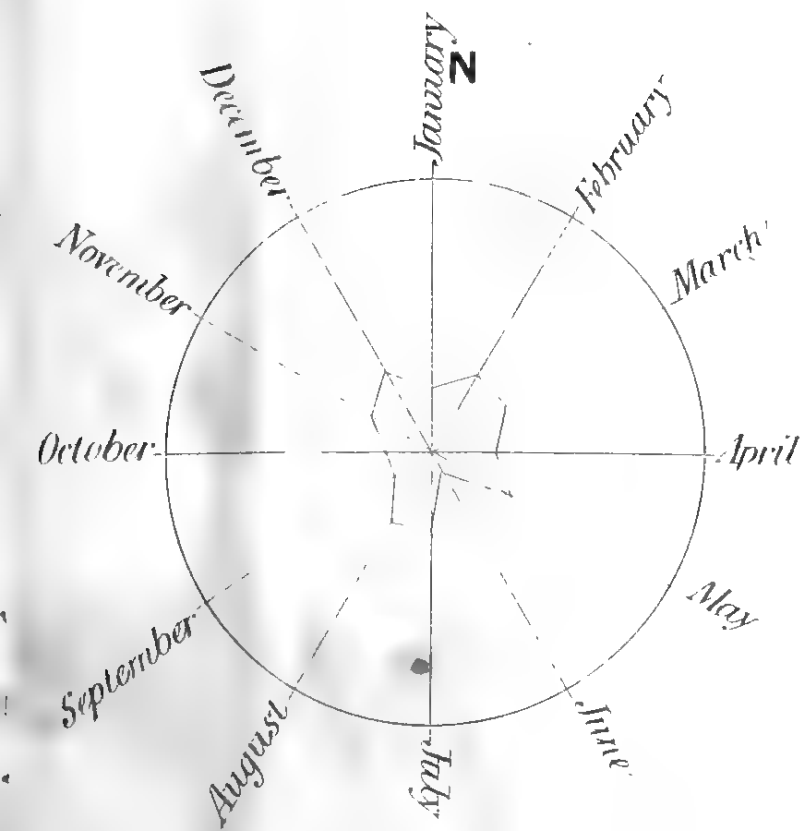 January
N
February
March
April
May
June
July
August
September
October
November
December